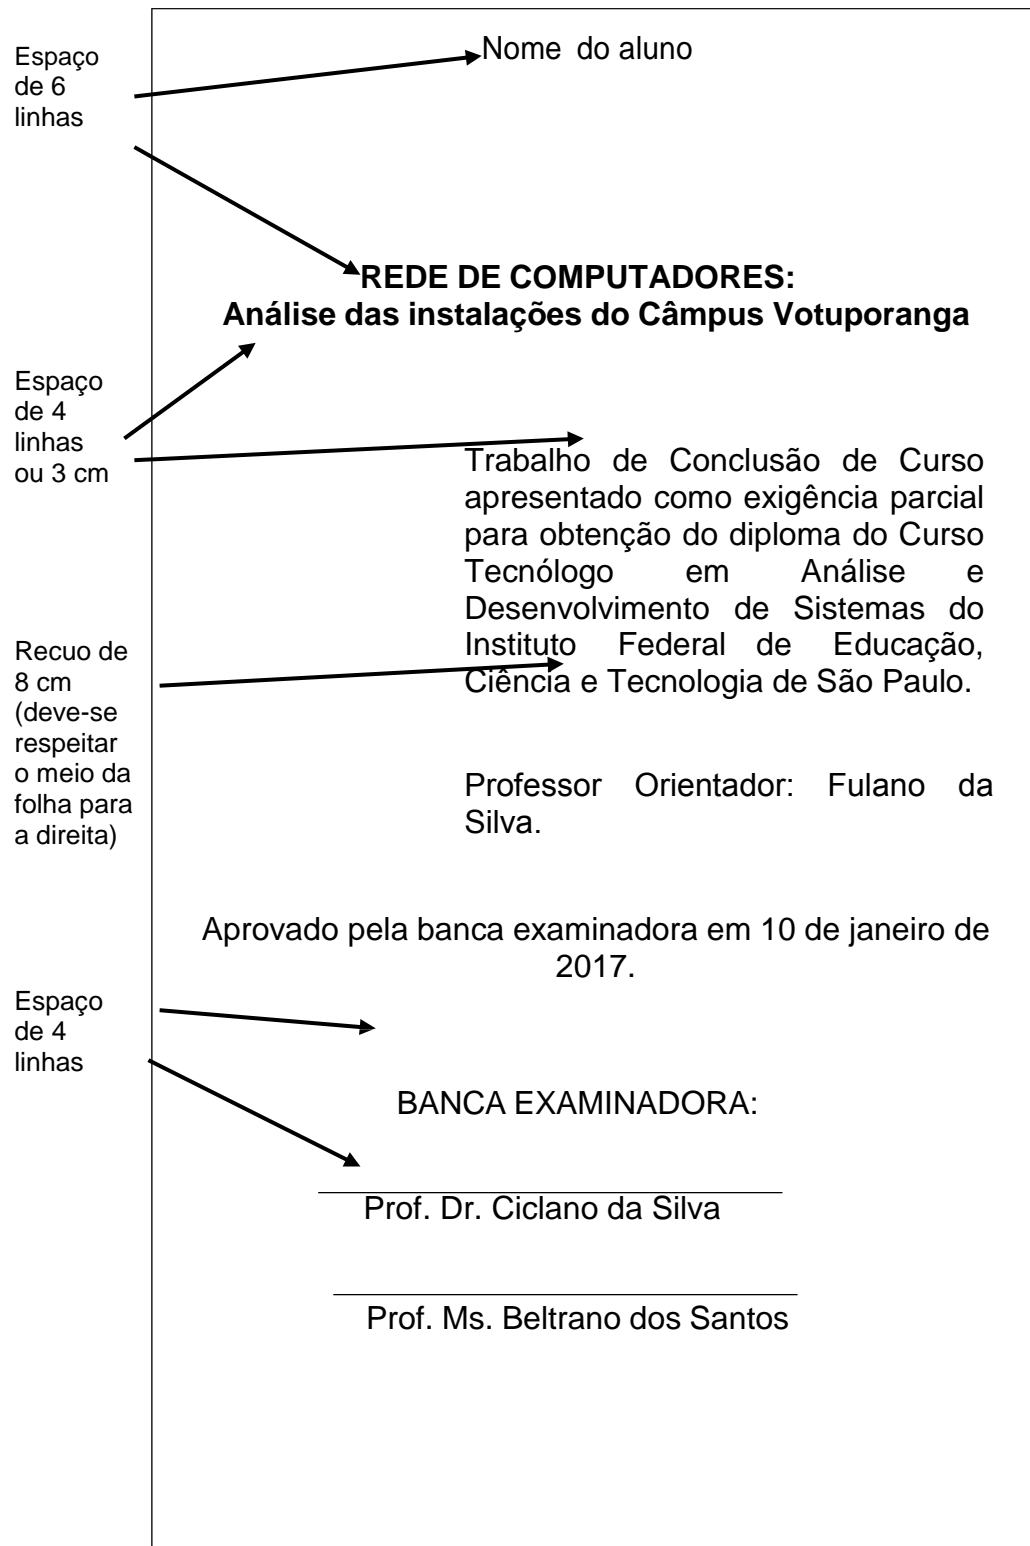 Espaço
de 6
linhas
Nome do aluno
REDE DE COMPUTADORES:
Análise das instalações do Câmpus Votuporanga
Espaço
de 4
linhas
ou 3 cm
Trabalho de Conclusão de Curso
apresentado como exigência parcial
para obtenção do diploma do Curso
Tecnólogo em Análise e
Desenvolvimento de Sistemas do
Instituto Federal de Educação,
Ciência e Tecnologia de São Paulo.
Recuo de
8 cm
(deve-se
respeitar
o meio da
folha para
a direita)
Professor Orientador: Fulano da
Silva.
Aprovado pela banca examinadora em 10 de janeiro de
2017.
Espaço
de 4
linhas
BANCA EXAMINADORA:
Prof. Dr. Ciclano da Silva
Prof. Ms. Beltrano dos Santos